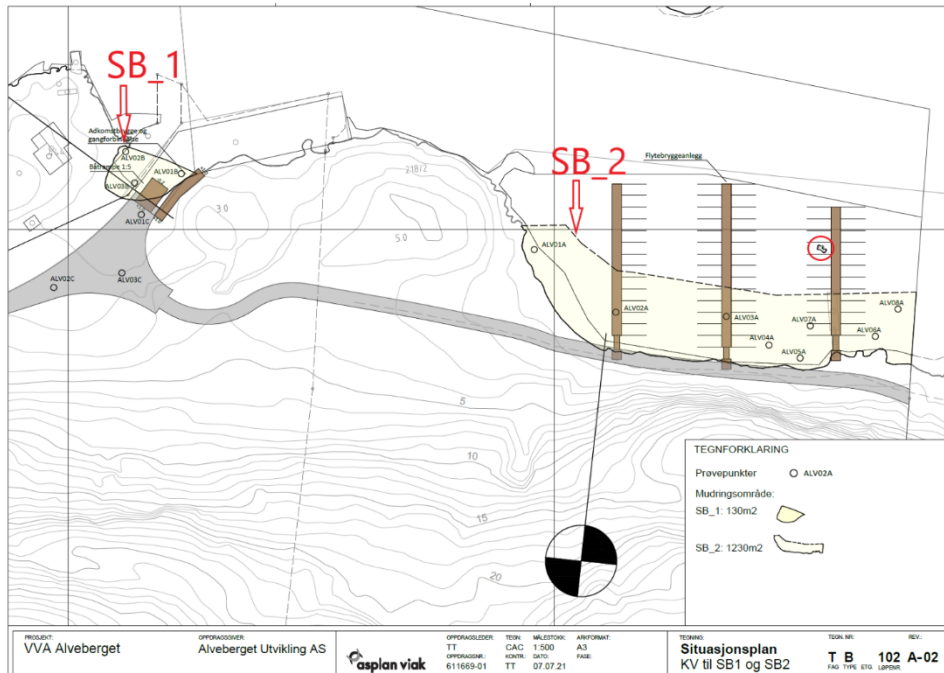 SB_1
Adkomstbrygge og
gangforbindelse
ALV02B
ALV01B
Båtrampe 1:5
ALV03B
ALV01C
ALV03C
ALV02C
3.0
5.0
218/2
SB_2
Flytebryggeanlegg
ALV01A
ALV02A
ALV03A
ALV04A
ALV05A
ALV07A
ALV06A
ALV08A
5
10
15
20
TEGNFORKLARING
Prøvepunkter ALV02A
Mudringsområde:
SB_1: 130m2
SB_2: 1230m2
PROSJEKT:
VVA Alveberget
OPPDRAGSGIVER:
Alveberget Utvikling AS
asplan viak
OPPDRAGSLEDER: TEGN: MÅLESTOKK: ARKFORMAT:
TT CAC 1:500 A3
OPPDRAGSNR.: KONTR.: DATO: FASE:
611669-01 TT 07.07.21
TEGNING:
Situasjonsplan
KV til SB1 og SB2
TEGN. NR. REV.:
T B 102 A-02
FAG TYPE ETG. LØPENR.